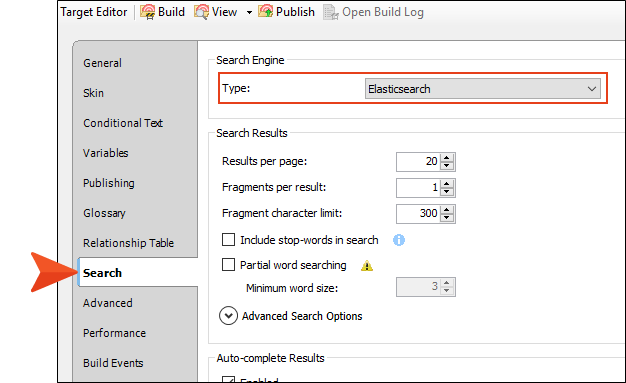 Target Editor Build View Publish Open Build Log
General
Skin
Conditional Text
Variables
Publishing
Glossary
Relationship Table
Search
Advanced
Performance
Build Events
Search Engine
Type: Elasticsearch
Search Results
Results per page: 20
Fragments per result: 1
Fragment character limit: 300
Include stop-words in search
Partial word searching
Minimum word size: 3
Advanced Search Options
Auto-complete Results
Enabled